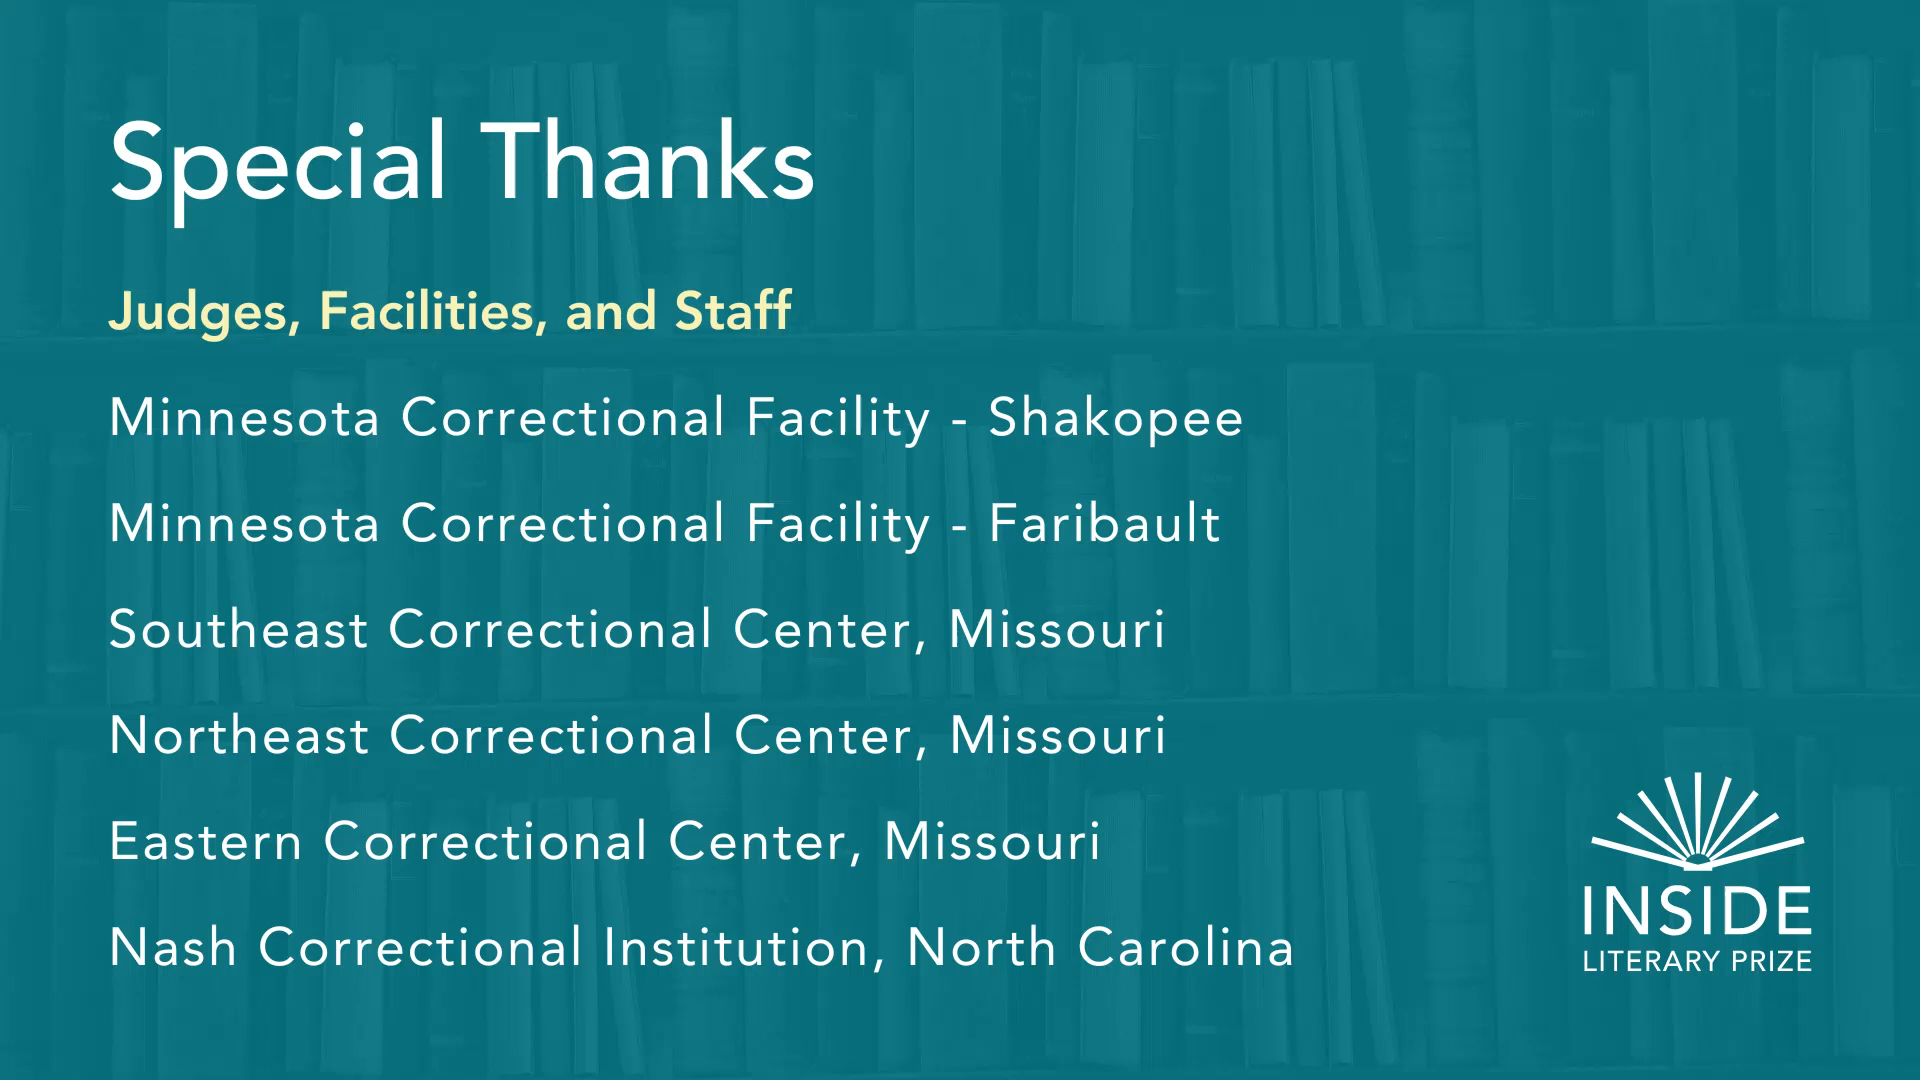 Special Thanks
Judges, Facilities, and Staff
Minnesota Correctional Facility - Shakopee
Minnesota Correctional Facility - Faribault
Southeast Correctional Center, Missouri
Northeast Correctional Center, Missouri
Eastern Correctional Center, Missouri
Nash Correctional Institution, North Carolina
INSIDE
LITERARY PRIZE